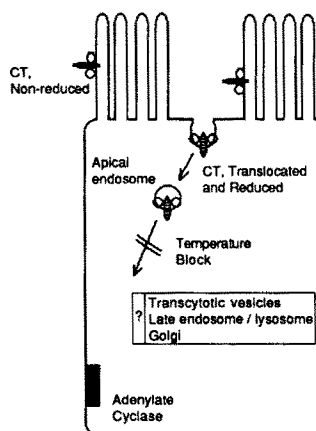 CT,
Non-reduced
Apical
endosome
CT, Translocated
and Reduced
Temperature
Block
? Transcytotic vesicles
Late endosome / lysosome
Golgi
Adenylate
Cyclase